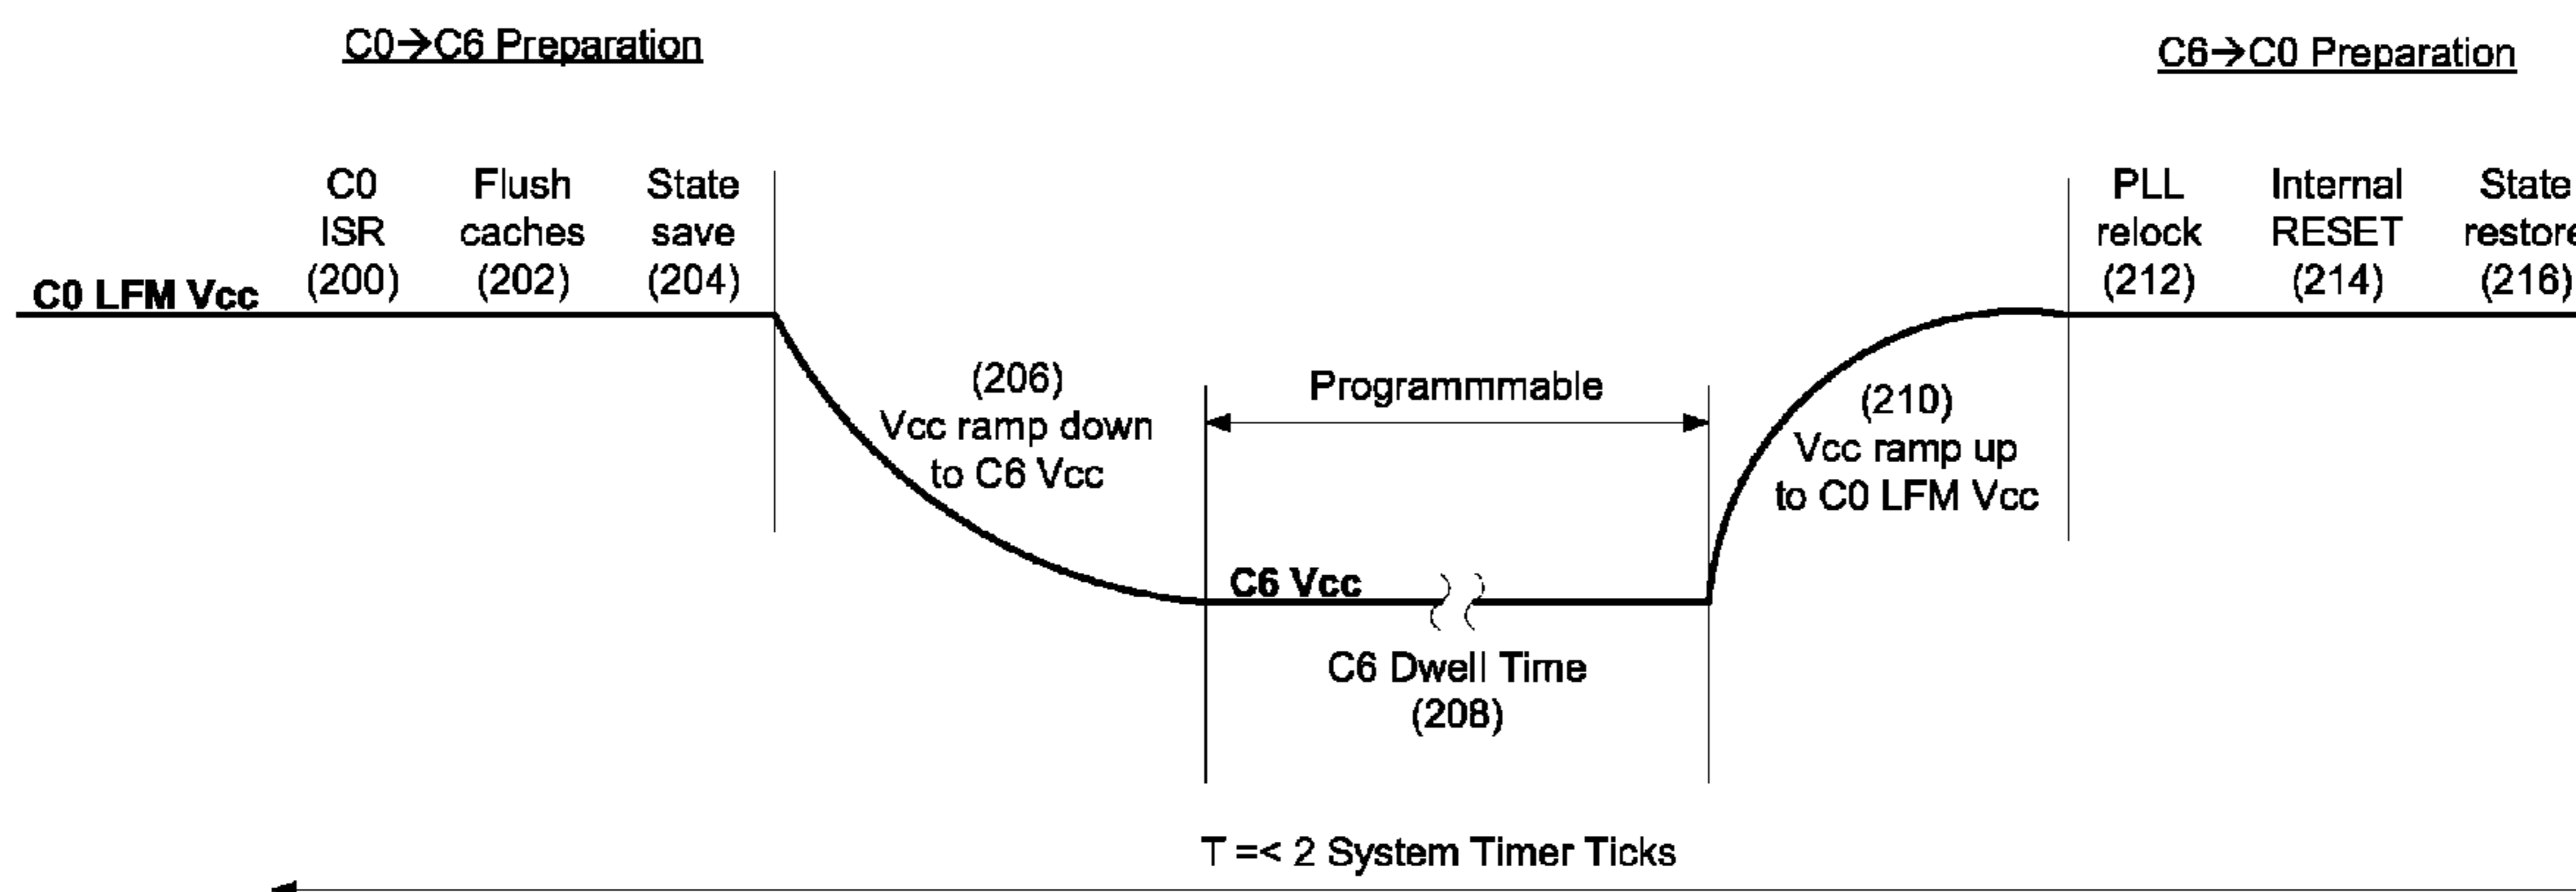 C0→C6 Preparation
C6→C0 Preparation
C0 LFM Vcc
C0
ISR
(200)
Flush
caches
(202)
State
save
(204)
(206)
Vcc ramp down
to C6 Vcc
Programmmable
C6 Vcc
C6 Dwell Time
(208)
(210)
Vcc ramp up
to C0 LFM Vcc
PLL
relock
(212)
Internal
RESET
(214)
State
restore
(216)
T =< 2 System Timer Ticks